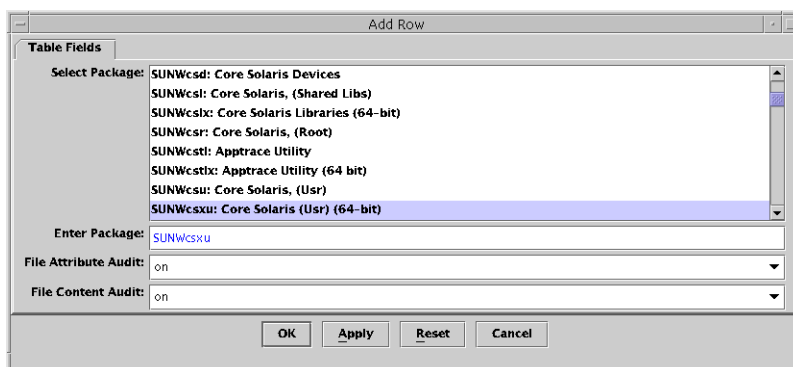 Add Row
Table Fields
Select Package:
SUNWcsd: Core Solaris Devices
SUNWcsl: Core Solaris, (Shared Libs)
SUNWcslx: Core Solaris Libraries (64-bit)
SUNWcsr: Core Solaris, (Root)
SUNWcstl: Apptrace Utility
SUNWcstlx: Apptrace Utility (64 bit)
SUNWcsu: Core Solaris, (Usr)
SUNWcsxu: Core Solaris (Usr) (64-bit)
Enter Package: SUNWcsxu
File Attribute Audit: on
File Content Audit: on
OK Apply Reset Cancel